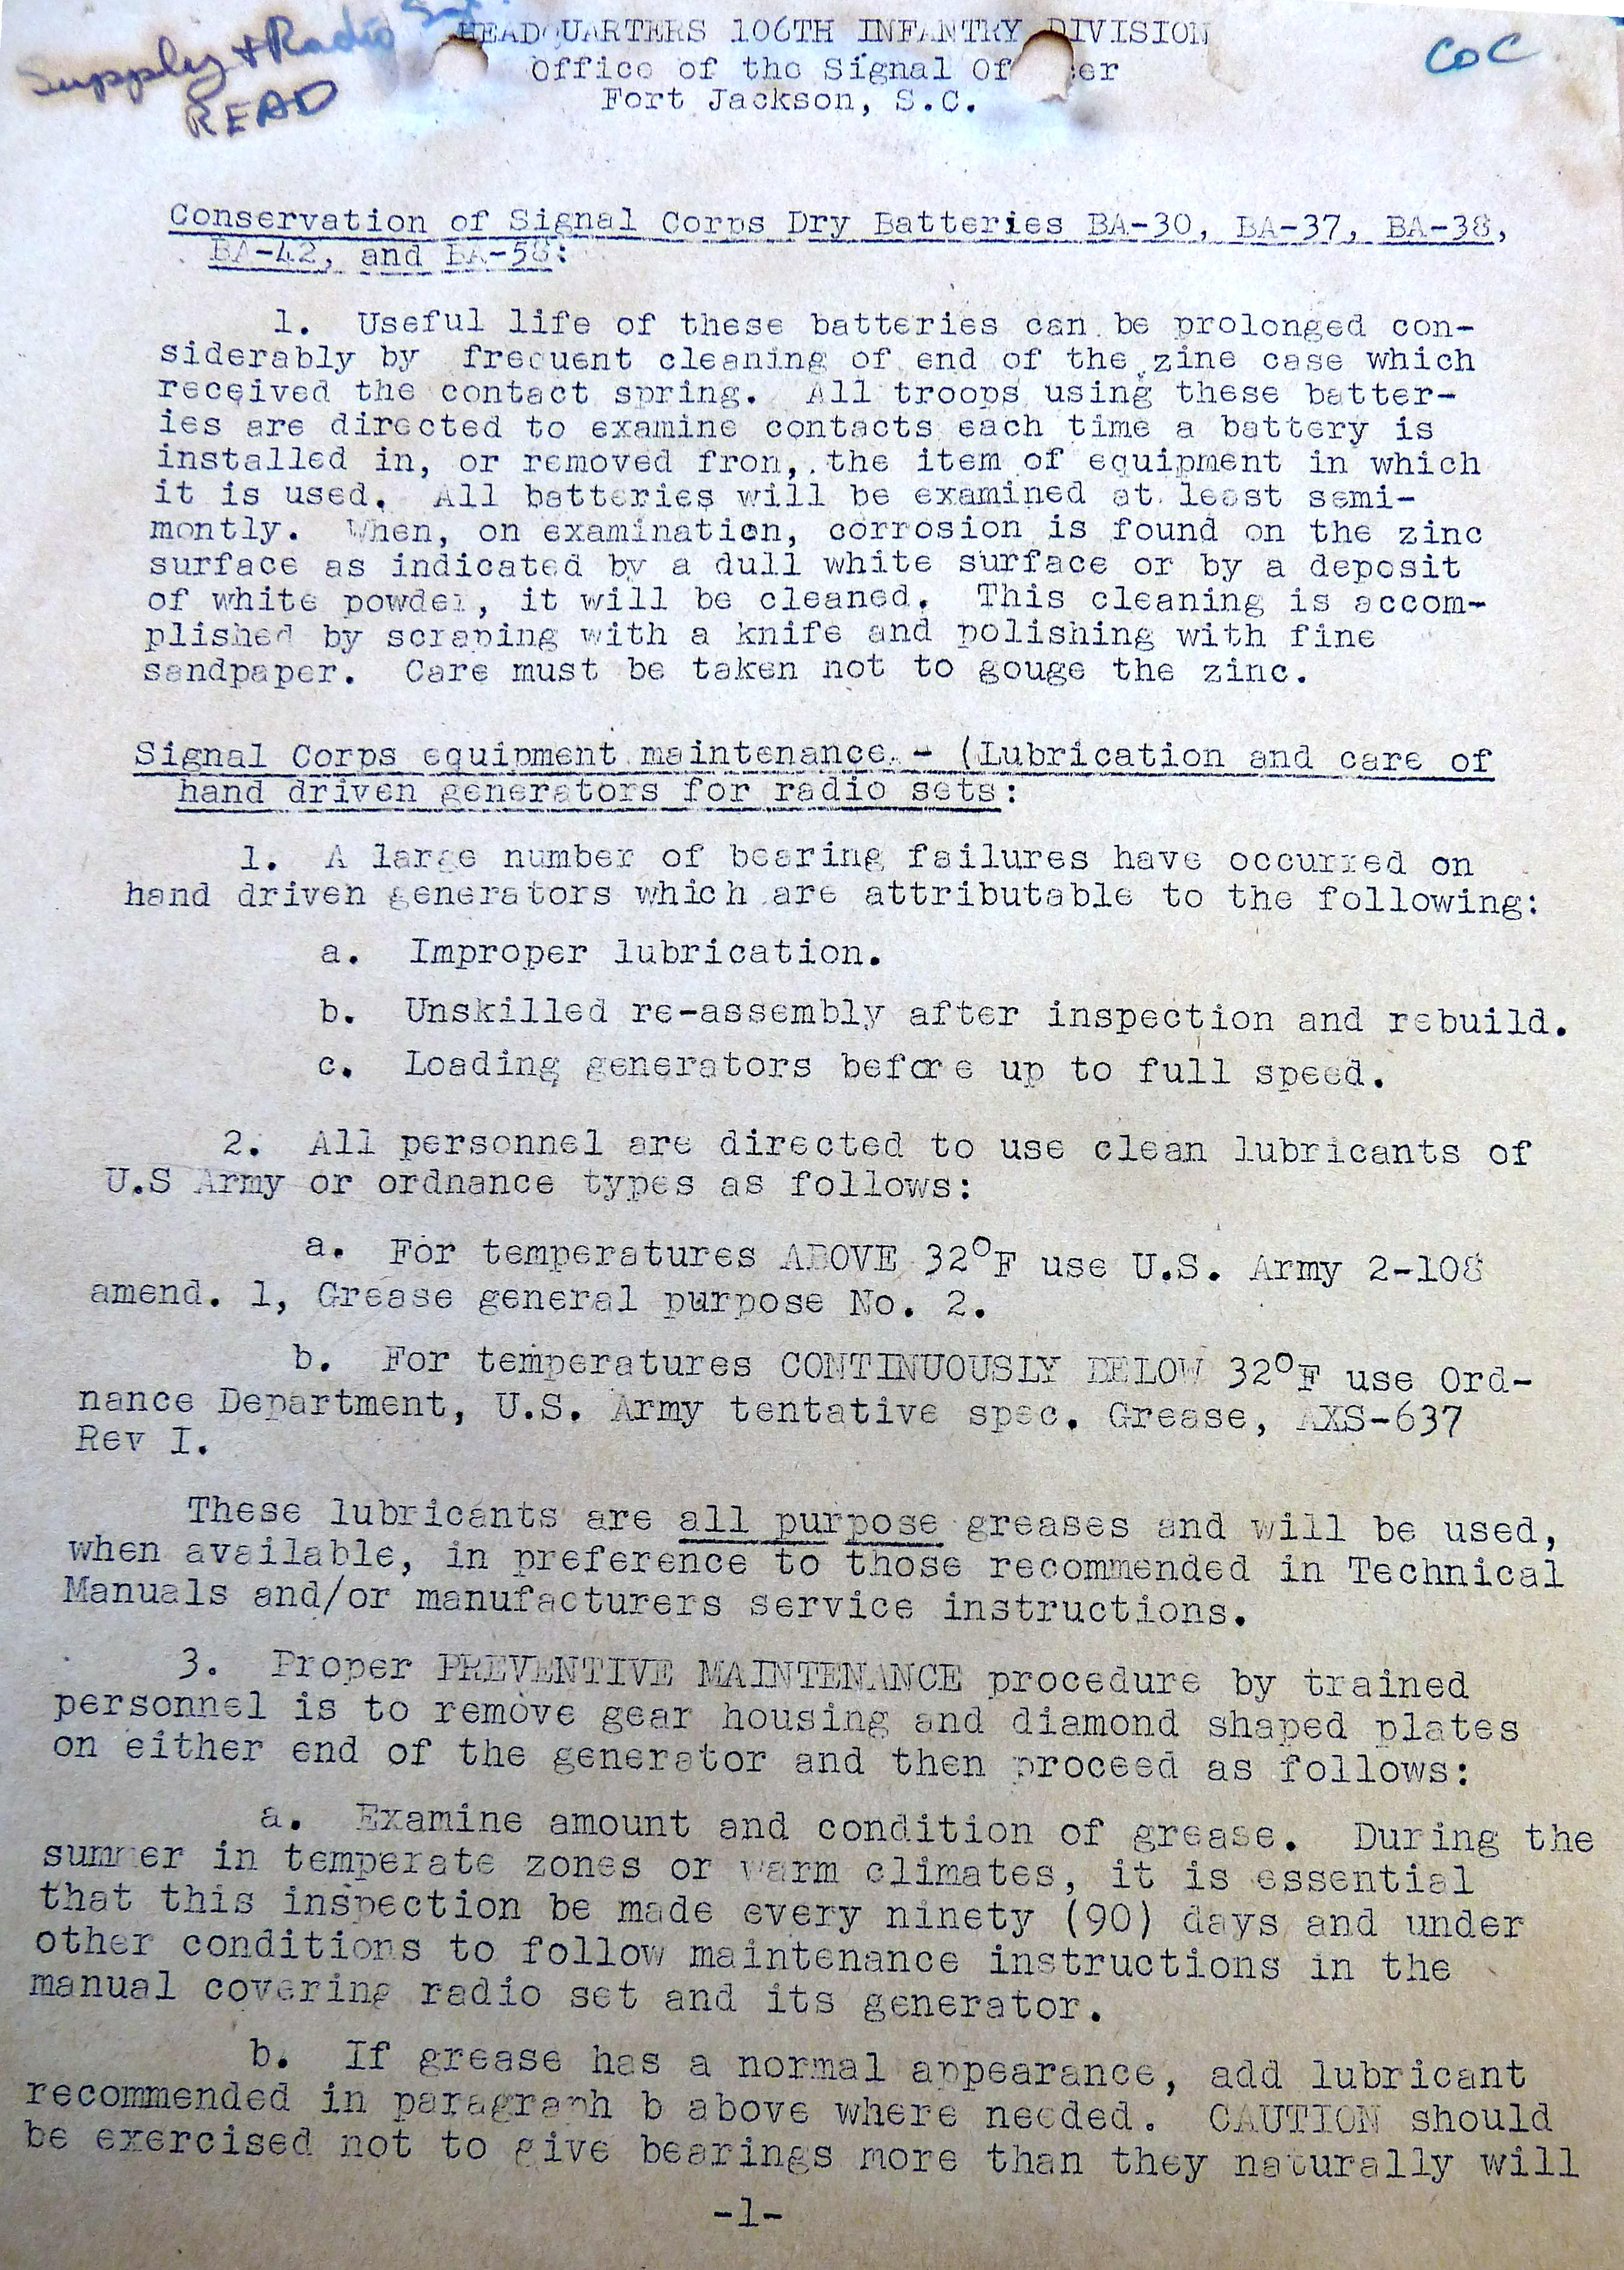 Supply & Radio
READ
COC
HEADQUARTERS 106TH INFANTRY DIVISION
Office of the Signal Of er
Fort Jackson, S.C.
Conservation of Signal Corps Dry Batteries BA-30, BA-37, BA-38,
BA-42, and BA-58:
1. Useful life of these batteries can be prolonged con-
siderably by frequent cleaning of end of the zine case which
received the contact spring. All troops using these batter-
ies are directed to examine contacts each time a battery is
installed in, or removed fron, the item of equipment in which
it is used. All batteries will be examined at least semi-
montly. When, on examination, corrosion is found on the zinc
surface as indicated by a dull white surface or by a deposit
of white powder, it will be cleaned. This cleaning is accom-
plished by scraping with a knife and polishing with fine
sandpaper. Care must be taken not to gouge the zinc.
Signal Corps equipment maintenance. - (Lubrication and care of
hand driven generators for radio sets:
1. A large number of bearing failures have occurred on
hand driven generators which are attributable to the following:
a. Improper lubrication.
b. Unskilled re-assembly after inspection and rebuild.
c. Loading generators before up to full speed.
2. All personnel are directed to use clean lubricants of
U.S Army or ordnance types as follows:
a. For temperatures ABOVE 32°F use U.S. Army 2-108
amend. 1, Grease general purpose No. 2.
b. For temperatures CONTINUOUSLY BELOW 32°F use Ord-
nance Department, U.S. Army tentative spec. Grease, AXS-637
Rev I.
These lubricants are all purpose greases and will be used,
when available, in preference to those recommended in Technical
Manuals and/or manufacturers service instructions.
3. Proper PREVENTIVE MAINTENANCE procedure by trained
personnel is to remove gear housing and diamond shaped plates
on either end of the generator and then proceed as follows:
a. Examine amount and condition of grease. During the
summer in temperate zones or warm climates, it is essential
that this inspection be made every ninety (90) days and under
other conditions to follow maintenance instructions in the
manual covering radio set and its generator.
b. If grease has a normal appearance, add lubricant
recommended in paragraph b above where needed. CAUTION should
be exercised not to give bearings more than they naturally will
-1-